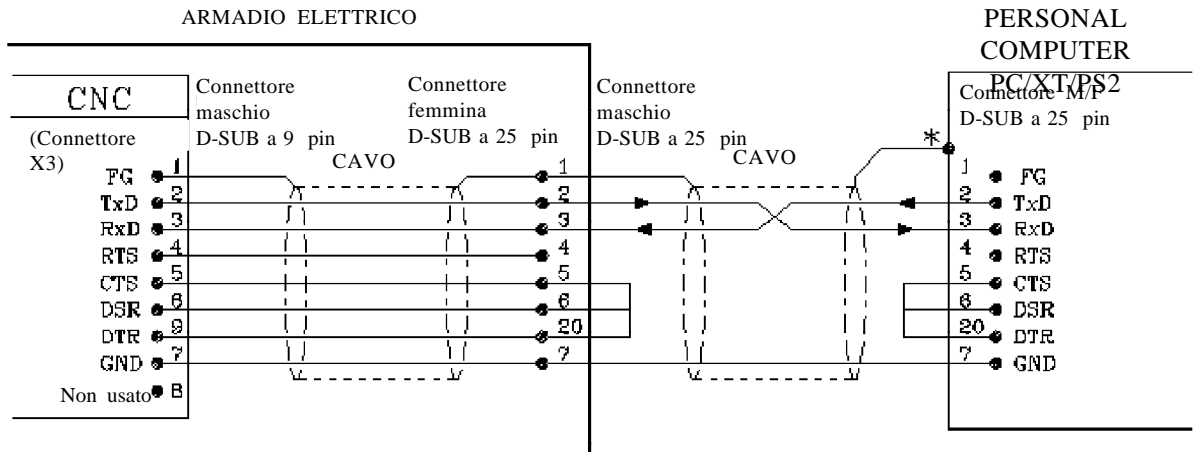 ARMADIO ELETTRICO
PERSONAL
COMPUTER
PC/XT/PS2
CNC
(Connettore
X3)
Connettore
maschio
D-SUB a 9 pin
Connettore
femmina
D-SUB a 25 pin
Connettore
maschio
D-SUB a 25 pin
Connettore M/F
D-SUB a 25 pin
CAVO
CAVO
*
FG 1 1 1 FG
TxD 2 2 2 TxD
RxD 3 3 3 RxD
RTS 4 4 4 RTS
CTS 5 5 5 CTS
DSR 6 6 6 DSR
DTR 9 20 20 DTR
GND 7 7 7 GND
Non usato 8